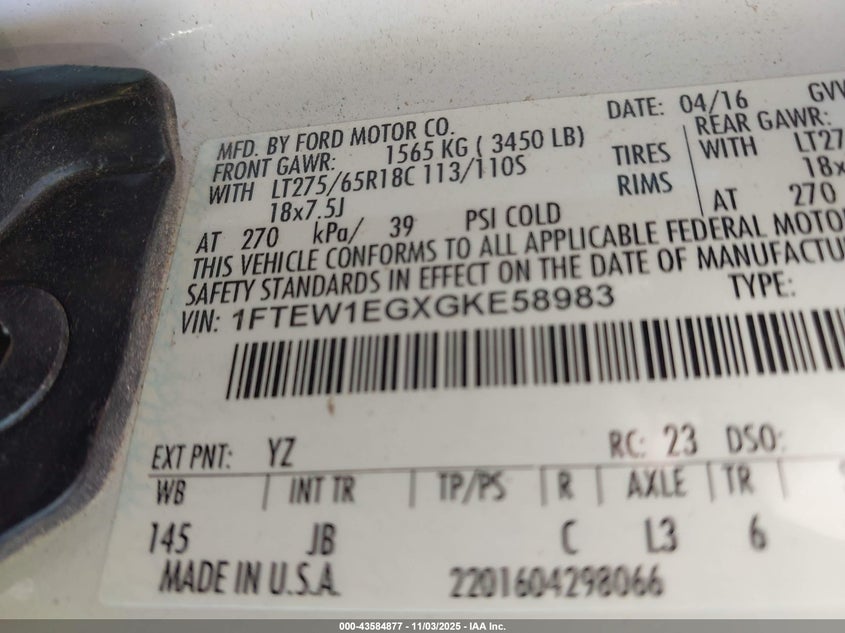 DATE: 04/16 GVW
MFD. BY FORD MOTOR CO.
FRONT GAWR: 1565 KG ( 3450 LB)
REAR GAWR:
WITH LT275/65R18C 113/110S TIRES
WITH LT27
18x7.5J RIMS
18x
AT 270 kPa/ 39 PSI COLD
AT 270
THIS VEHICLE CONFORMS TO ALL APPLICABLE FEDERAL MOTO
SAFETY STANDARDS IN EFFECT ON THE DATE OF MANUFACTU
VIN: 1FTEW1EGXGKE58983 TYPE:
EXT PNT: YZ RC: 23 DSO:
WB INT TR TP/PS R AXLE TR
145 JB C L3 6
MADE IN U.S.A. 2201604298066
000-43584877 - 11/03/2025 - IAA Inc.